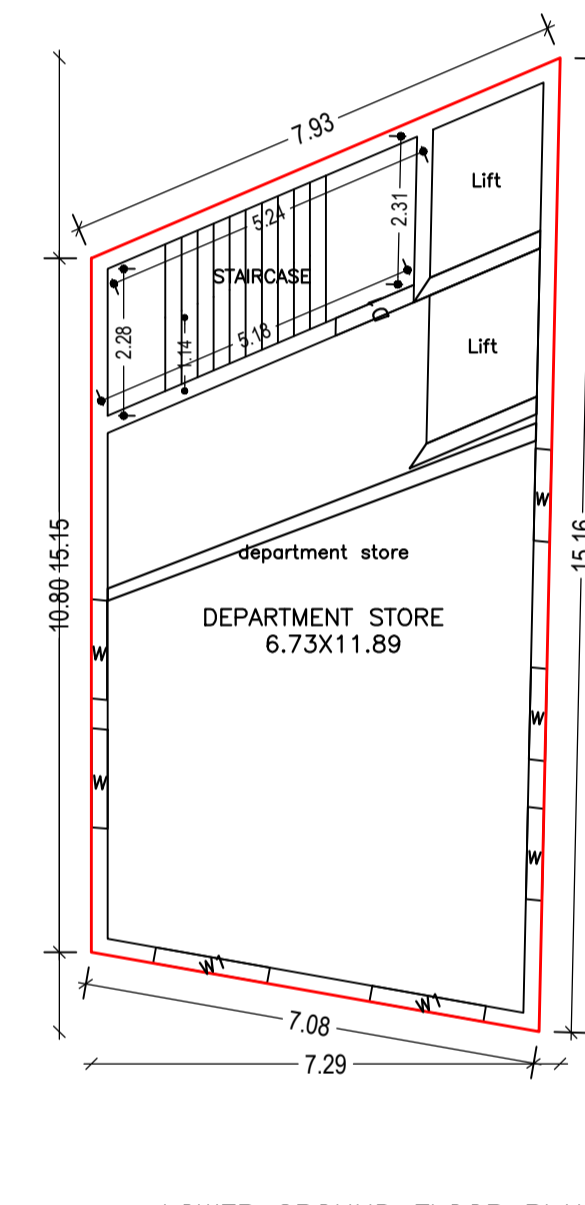 7.93
Lift
5.24
2.31
STAIRCASE
D
2.28
5.18
1.14
Lift
W
10.80
15.15
15.16
department store
DEPARTMENT STORE
6.73X11.89
W
W
W
W
W1
W1
7.08
7.29